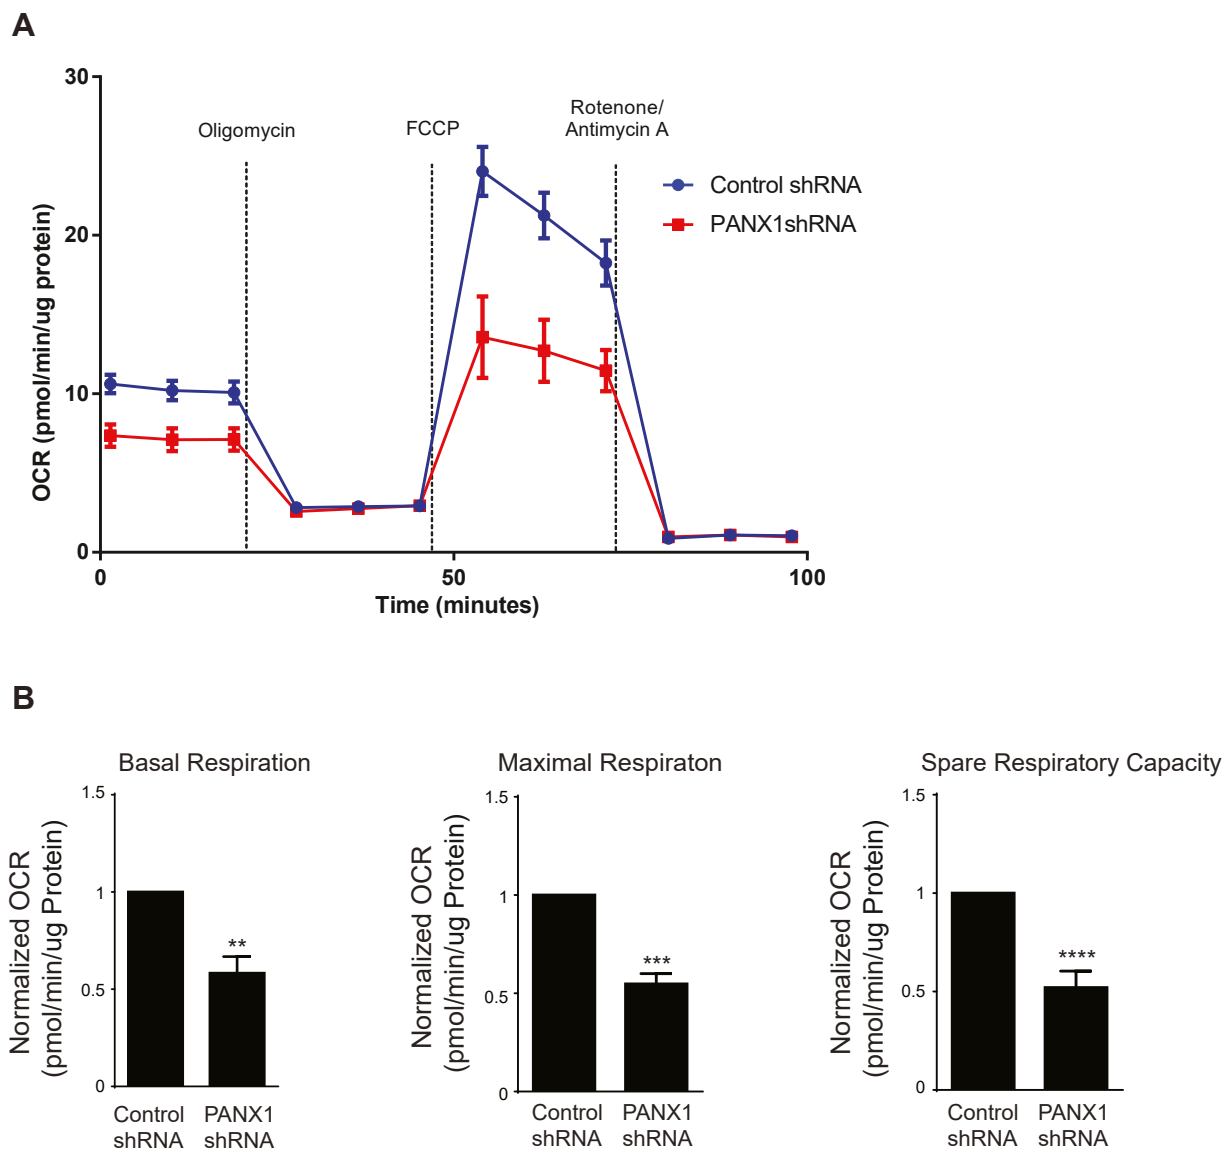 A
30
20
10
0
OCR (pmol/min/ug protein)
Oligomycin
FCCP
Rotenone/
Antimycin A
Control shRNA
PANX1shRNA
0
50
100
Time (minutes)
B
Basal Respiration
1.5
1
0.5
0
Normalized OCR
(pmol/min/ug Protein)
**
Control
shRNA
PANX1
shRNA
Maximal Respiraton
1.5
1
0.5
0
Normalized OCR
(pmol/min/ug Protein)
***
Control
shRNA
PANX1
shRNA
Spare Respiratory Capacity
1.5
1
0.5
0
Normalized OCR
(pmol/min/ug Protein)
****
Control
shRNA
PANX1
shRNA